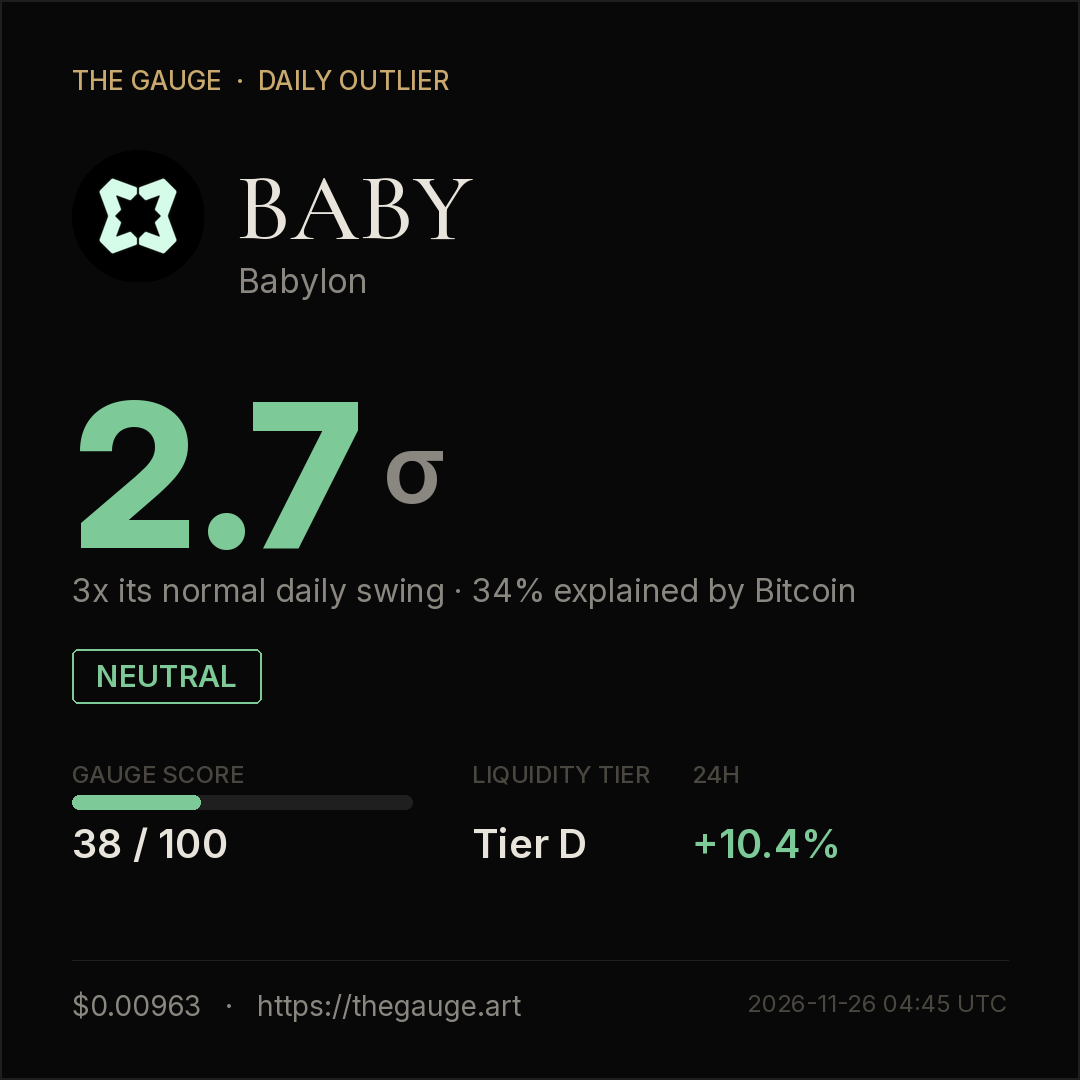 THE GAUGE · DAILY OUTLIER
BABY
Babylon
2.7 σ
3x its normal daily swing · 34% explained by Bitcoin
NEUTRAL
GAUGE SCORE LIQUIDITY TIER 24H
38 / 100 Tier D +10.4%
$0.00963 · https://thegauge.art 2026-11-26 04:45 UTC